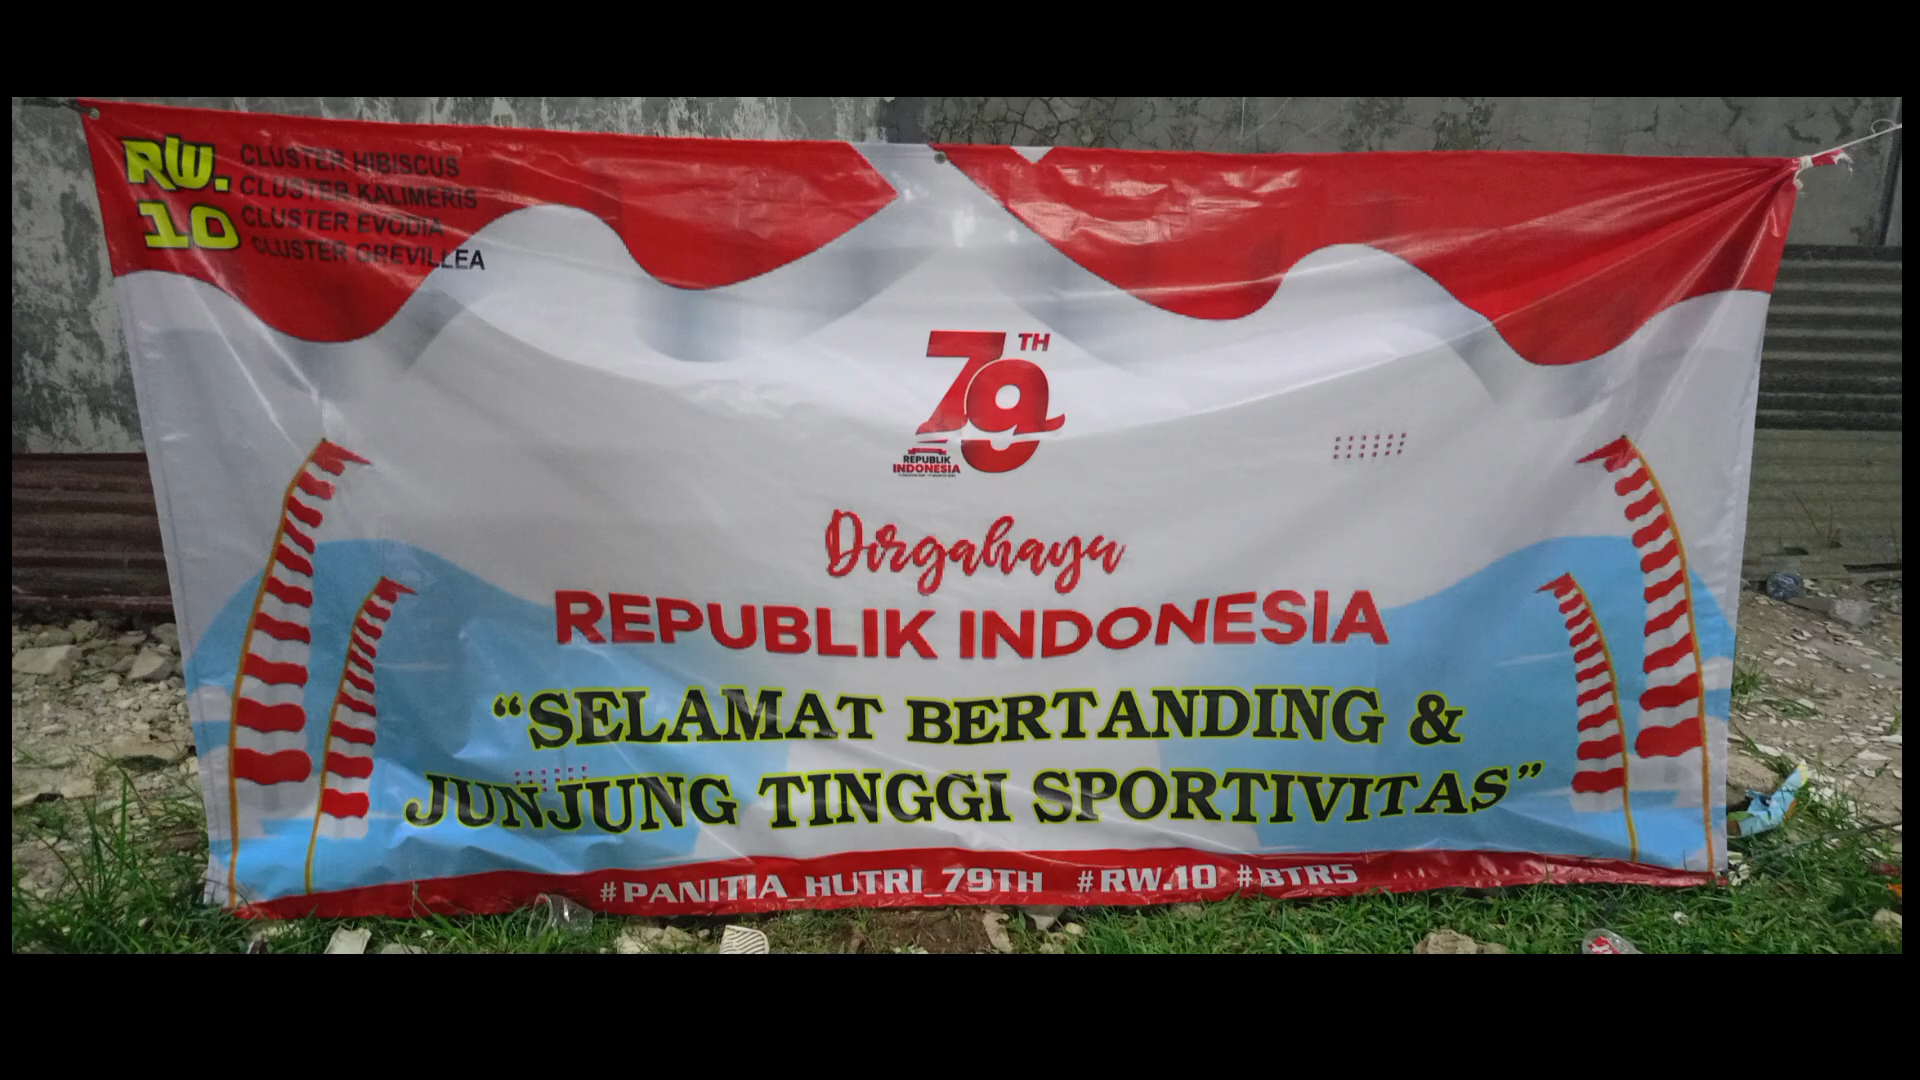 RW.
10
CLUSTER HIBISCUS
CLUSTER KALIMERIS
CLUSTER EVODIA
CLUSTER GREVILLEA
79TH
REPUBLIK
INDONESIA
Dirgahayu
REPUBLIK INDONESIA
“SELAMAT BERTANDING &
JUNJUNG TINGGI SPORTIVITAS”
#PANITIA_HUTRI_79TH #RW.10 #BTR5